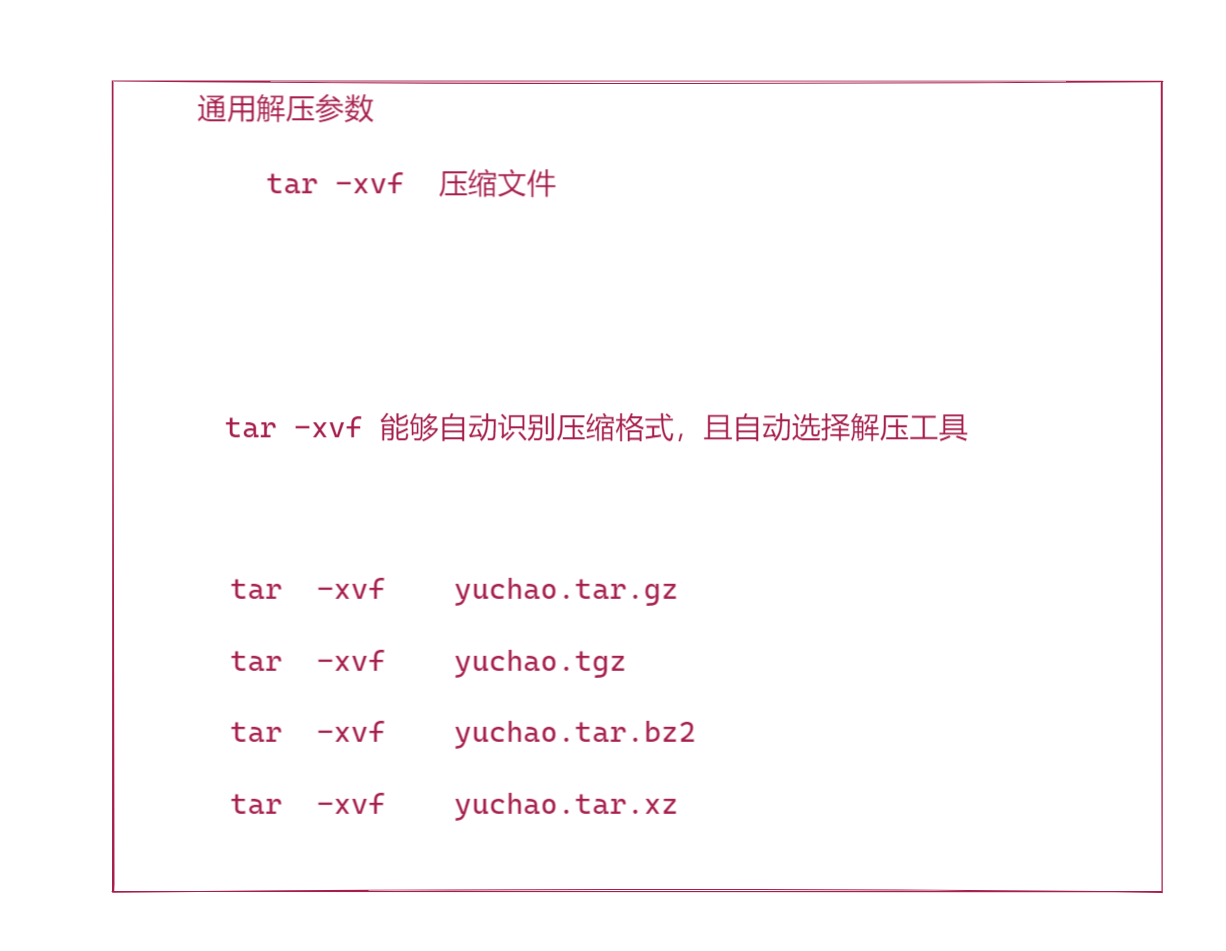 通用解压参数
tar -xvf 压缩文件
tar -xvf 能够自动识别压缩格式，且自动选择解压工具
tar -xvf yuchao.tar.gz
tar -xvf yuchao.tgz
tar -xvf yuchao.tar.bz2
tar -xvf yuchao.tar.xz